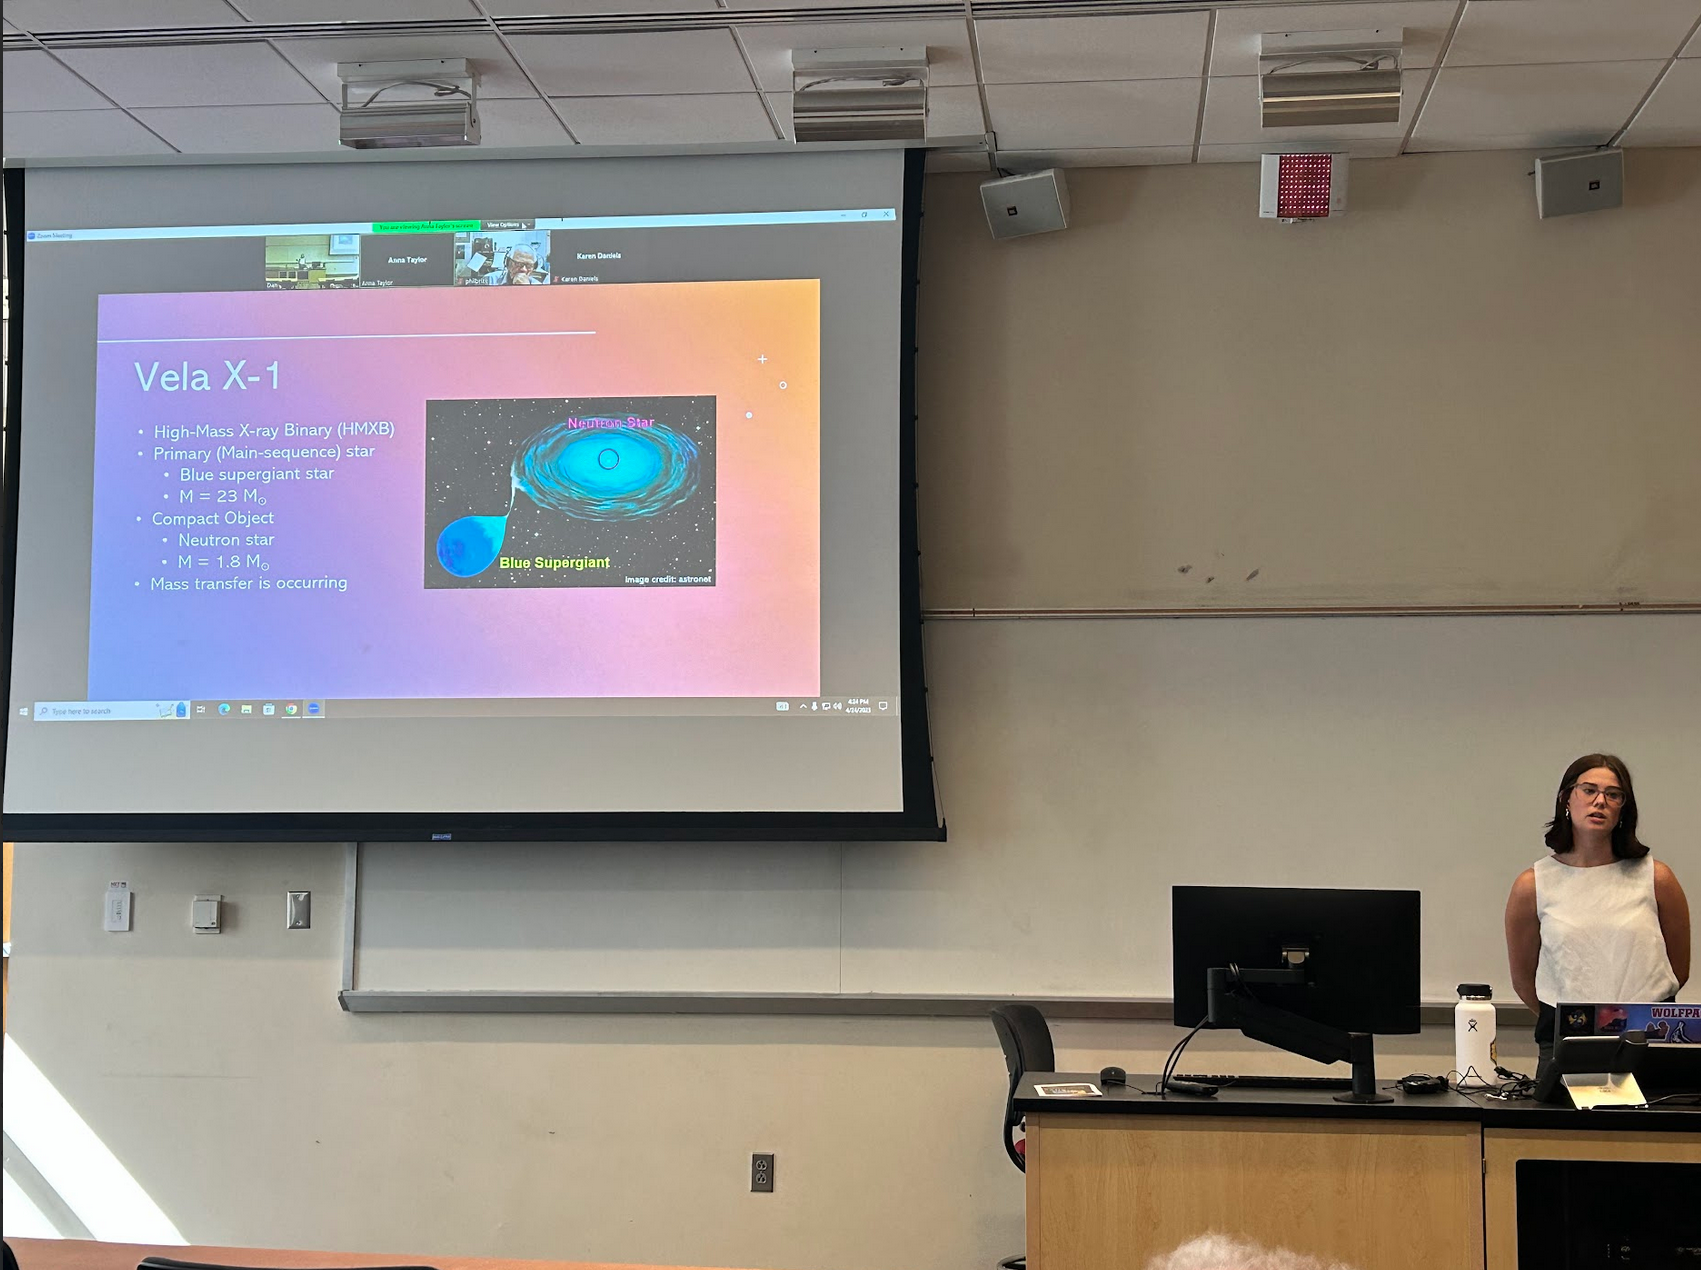 Zoom Meeting
You are viewing Anna Taylor's screen
View Options
Anna Taylor
Karen Daniels
Anna Taylor
Karen Daniels
Vela X-1
• High-Mass X-ray Binary (HMXB)
• Primary (Main-sequence) star
• Blue supergiant star
• M = 23 M☉
• Compact Object
• Neutron star
• M = 1.8 M☉
• Mass transfer is occurring
Neutron Star
Blue Supergiant
Image credit: astronet
Type here to search
4:24 PM
4/24/2023